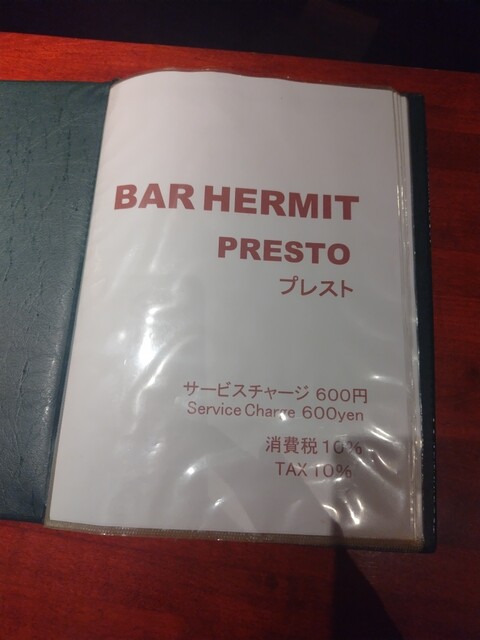 BAR HERMIT
PRESTO
プレスト
サービスチャージ 600円
Service Charge 600yen
消費税 10%
TAX 10%